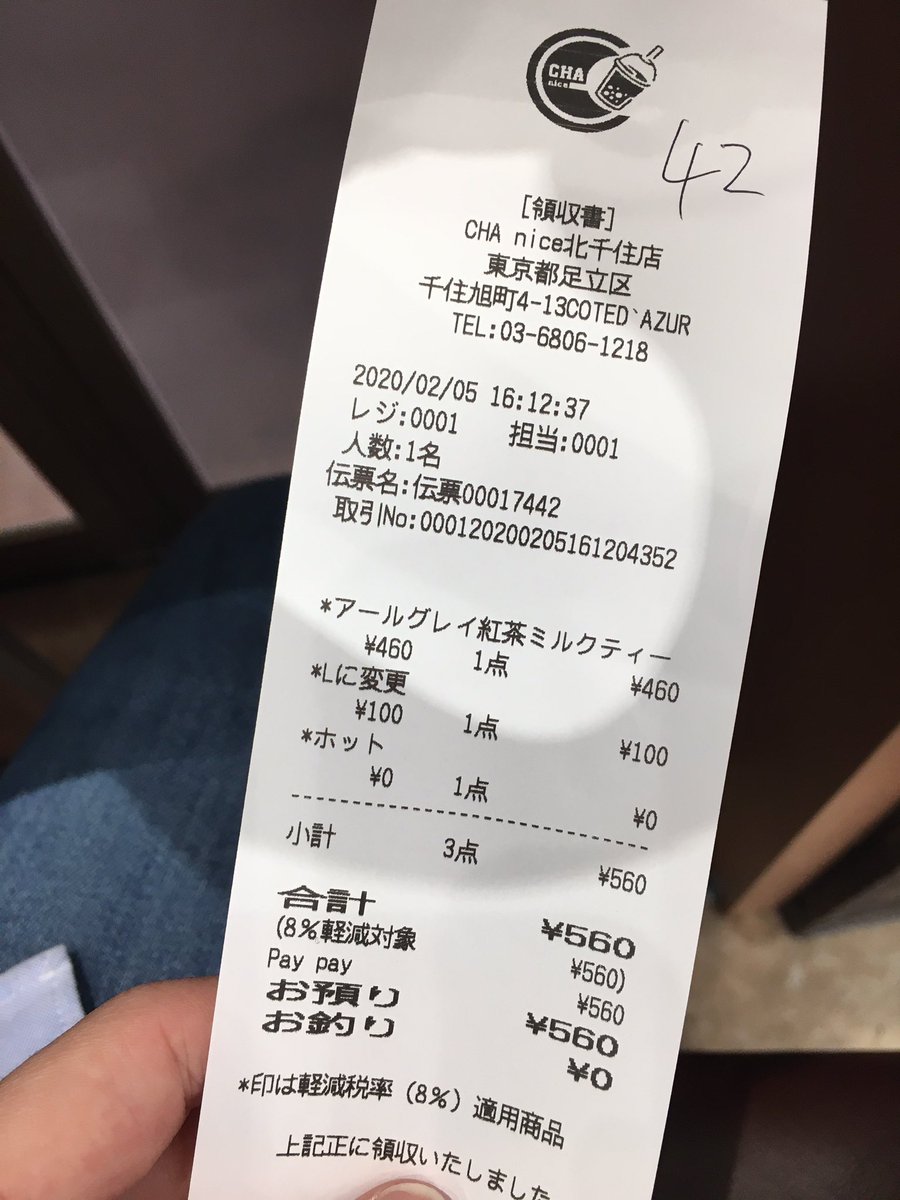 CHA
nice
42
[領収書]
CHA nice北千住店
東京都足立区
千住旭町4-13COTED`AZUR
TEL:03-6806-1218
2020/02/05 16:12:37
レジ:0001 担当:0001
人数:1名
伝票名:伝票00017442
取引No:00012020020516120​4352
*アールグレイ紅茶ミルクティー
¥460 1点 ¥460
*Lに変更
¥100 1点 ¥100
*ホット
¥0 1点 ¥0
小計 3点 ¥560
合計 ¥560
(8%軽減対象 ¥560)
Pay pay ¥560
お預り ¥560
お釣り ¥0
*印は軽減税率(8%)適用商品
上記正に領収いたしました